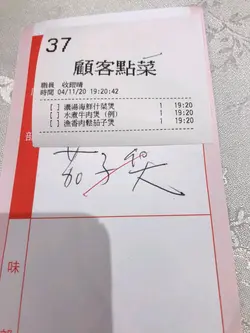 37
顧客點菜
職員 收銀機
時間 04/11/20 19:20:42
[ ] 濃湯海鮮什菜煲 1 19:20
[ ] 水煮牛肉煲（例） 1 19:20
[ ] 漁香肉鬆茄子煲 1 19:20
茄子煲
味